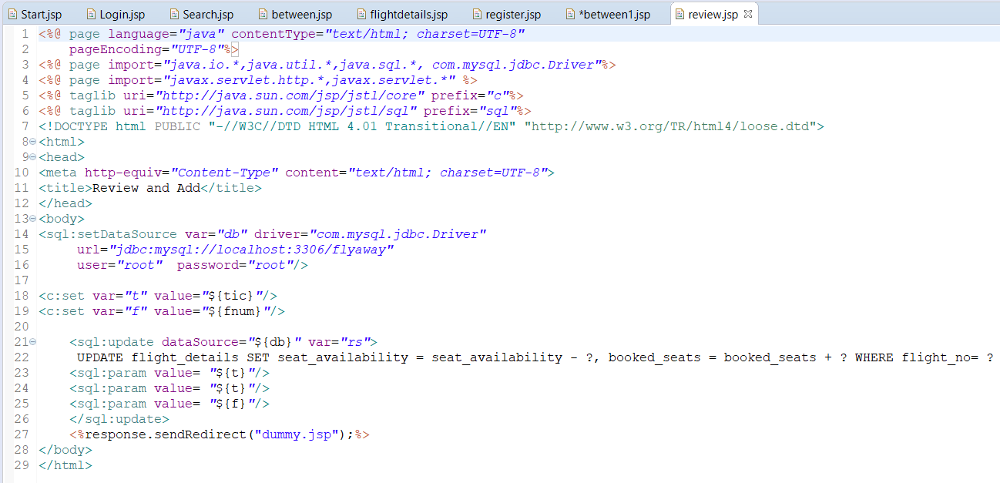 Start.jsp Login.jsp Search.jsp between.jsp flightdetails.jsp register.jsp *between1.jsp review.jsp
1 <%@ page language="java" contentType="text/html; charset=UTF-8"
2     pageEncoding="UTF-8"%>
3 <%@ page import="java.io.*,java.util.*,java.sql.*, com.mysql.jdbc.Driver"%>
4 <%@ page import="javax.servlet.http.*,javax.servlet.*" %>
5 <%@ taglib uri="http://java.sun.com/jsp/jstl/core" prefix="c"%>
6 <%@ taglib uri="http://java.sun.com/jsp/jstl/sql" prefix="sql"%>
7 <!DOCTYPE html PUBLIC "-//W3C//DTD HTML 4.01 Transitional//EN" "http://www.w3.org/TR/html4/loose.dtd">
8 <html>
9 <head>
10 <meta http-equiv="Content-Type" content="text/html; charset=UTF-8">
11 <title>Review and Add</title>
12 </head>
13 <body>
14 <sql:setDataSource var="db" driver="com.mysql.jdbc.Driver"
15      url="jdbc:mysql://localhost:3306/flyaway"
16      user="root"  password="root"/>
17
18 <c:set var="t" value="${tic}"/>
19 <c:set var="f" value="${fnum}"/>
20
21     <sql:update dataSource="${db}" var="rs">
22      UPDATE flight_details SET seat_availability = seat_availability - ?, booked_seats = booked_seats + ? WHERE flight_no= ?
23     <sql:param value= "${t}"/>
24     <sql:param value= "${t}"/>
25     <sql:param value= "${f}"/>
26     </sql:update>
27     <%response.sendRedirect("dummy.jsp");%>
28 </body>
29 </html>